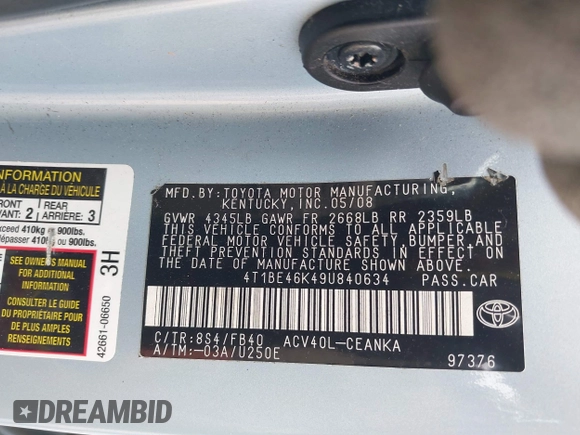 INFORMATION
À LA CHARGE DU VÉHICULE
2
REAR
ARRIÈRE: 3
exceed 410kg or 900lbs.
dépasser 410kg ou 900lbs.
SEE OWNER'S
MANUAL FOR
ADDITIONAL
INFORMATION
CONSULTER LE GUIDE
DU PROPRIÉTAIRE
POUR PLUS DE
RENSEIGNEMENTS
42661-06650
3H
MFD.BY:TOYOTA MOTOR MANUFACTURING,
KENTUCKY, INC.05/08
GVWR 4345LB GAWR FR 2668LB RR 2359LB
THIS VEHICLE CONFORMS TO ALL APPLICABLE
FEDERAL MOTOR VEHICLE SAFETY,BUMPER,AND
THEFT PREVENTION STANDARDS IN EFFECT ON
THE DATE OF MANUFACTURE SHOWN ABOVE.
4T1BE46K49U840634 PASS.CAR
C/TR:8S4/FB40 ACV40L-CEANKA
A/TM:-03A/U250E
97376
TOYOTA
DREAMBID